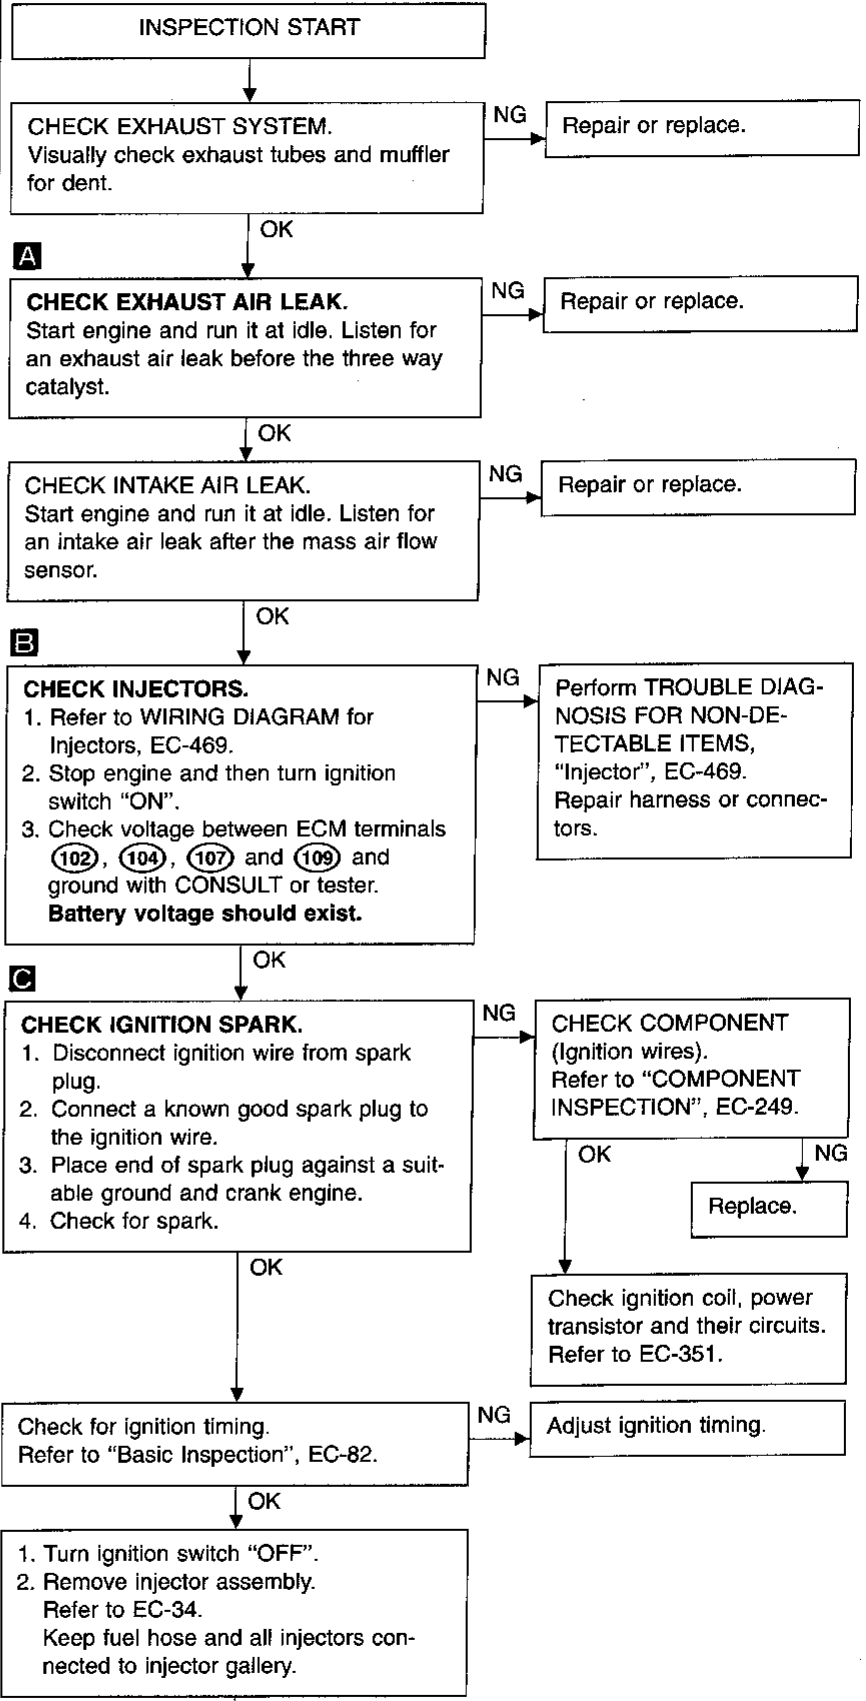 INSPECTION START
CHECK EXHAUST SYSTEM.
Visually check exhaust tubes and muffler
for dent.
NG
Repair or replace.
OK
A
CHECK EXHAUST AIR LEAK.
Start engine and run it at idle. Listen for
an exhaust air leak before the three way
catalyst.
NG
Repair or replace.
OK
CHECK INTAKE AIR LEAK.
Start engine and run it at idle. Listen for
an intake air leak after the mass air flow
sensor.
NG
Repair or replace.
OK
B
CHECK INJECTORS.
1. Refer to WIRING DIAGRAM for
Injectors, EC-469.
2. Stop engine and then turn ignition
switch “ON”.
3. Check voltage between ECM terminals
102, 104, 107 and 109 and
ground with CONSULT or tester.
Battery voltage should exist.
NG
Perform TROUBLE DIAG-
NOSIS FOR NON-DE-
TECTABLE ITEMS,
“Injector”, EC-469.
Repair harness or connec-
tors.
OK
C
CHECK IGNITION SPARK.
1. Disconnect ignition wire from spark
plug.
2. Connect a known good spark plug to
the ignition wire.
3. Place end of spark plug against a suit-
able ground and crank engine.
4. Check for spark.
NG
CHECK COMPONENT
(Ignition wires).
Refer to “COMPONENT
INSPECTION”, EC-249.
OK
NG
Replace.
Check ignition coil, power
transistor and their circuits.
Refer to EC-351.
OK
Check for ignition timing.
Refer to “Basic Inspection”, EC-82.
NG
Adjust ignition timing.
OK
1. Turn ignition switch “OFF”.
2. Remove injector assembly.
Refer to EC-34.
Keep fuel hose and all injectors con-
nected to injector gallery.